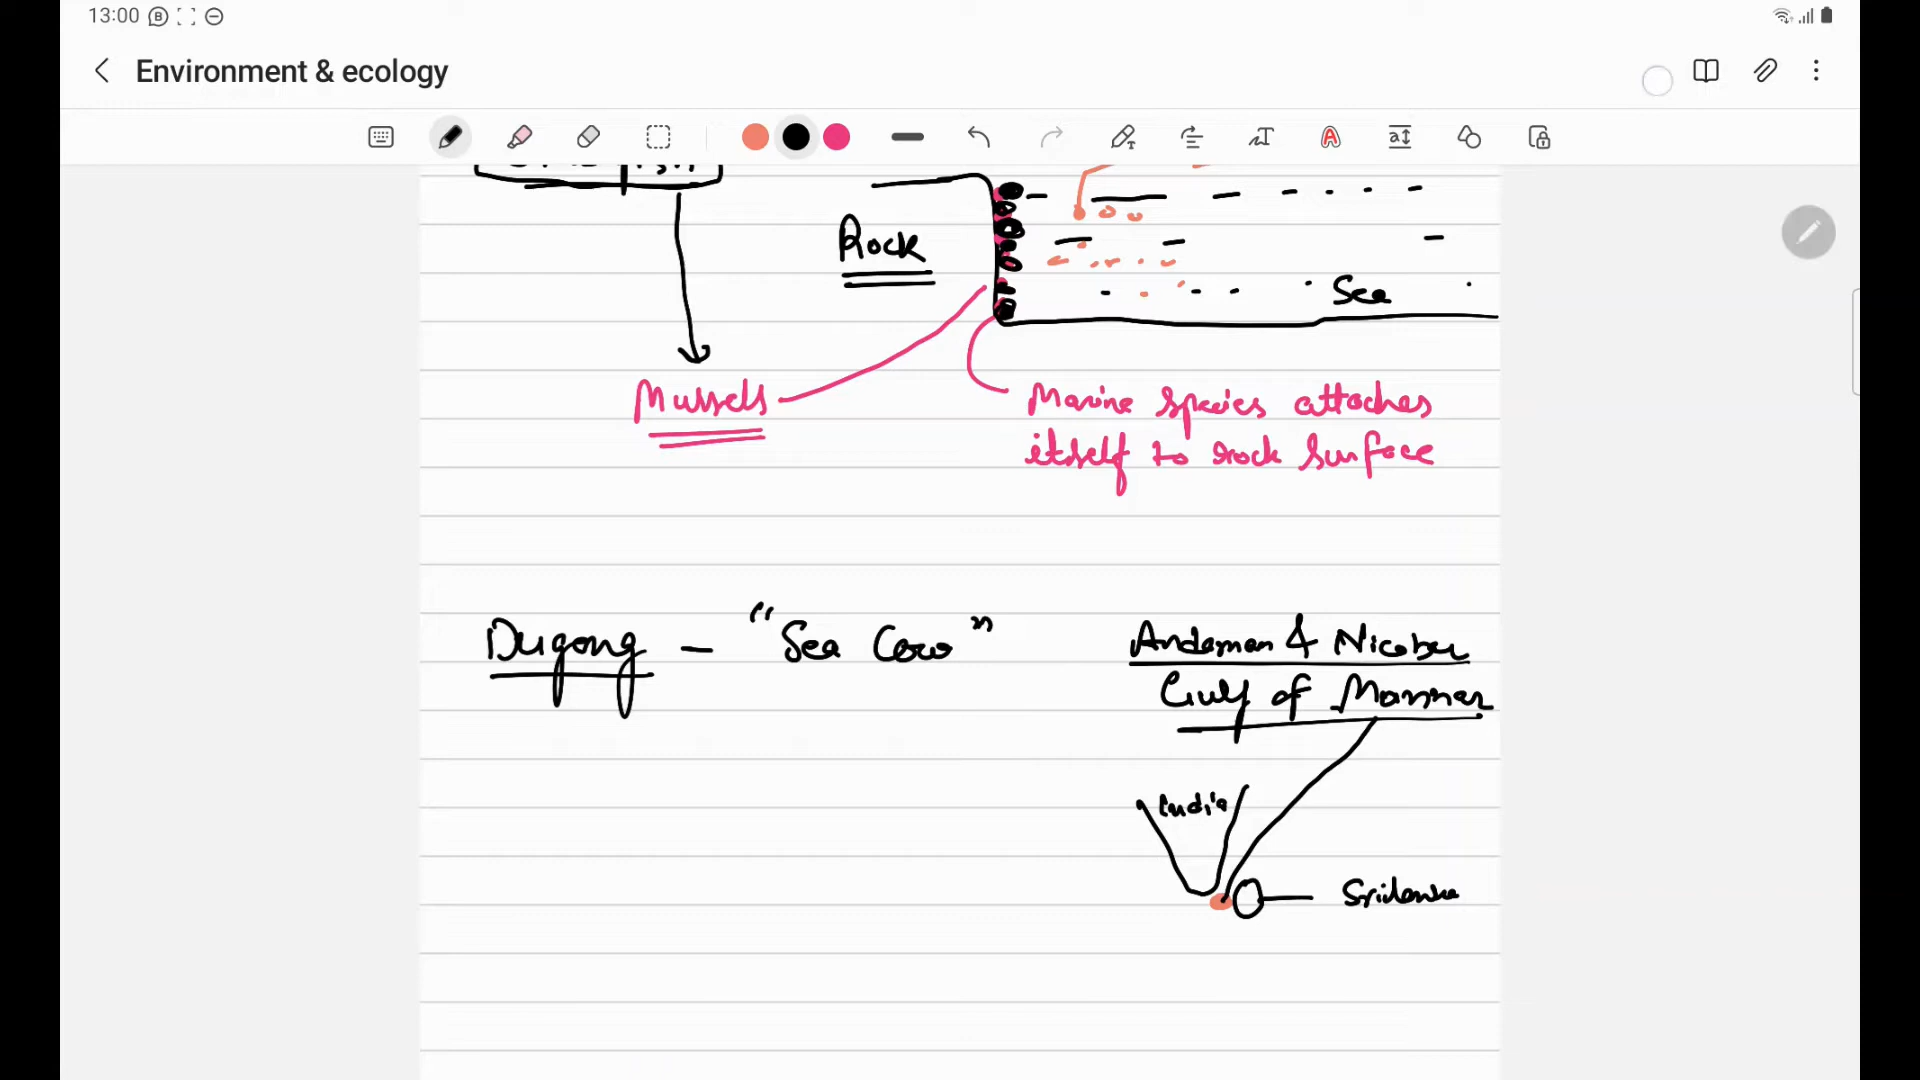 13:00
Environment & ecology
Rock
Sea
Mussels
Marine species attaches
itself to rock surface
Dugong - "Sea Cow"
Andaman & Nicobar
Gulf of Mannar
India
Srilanka